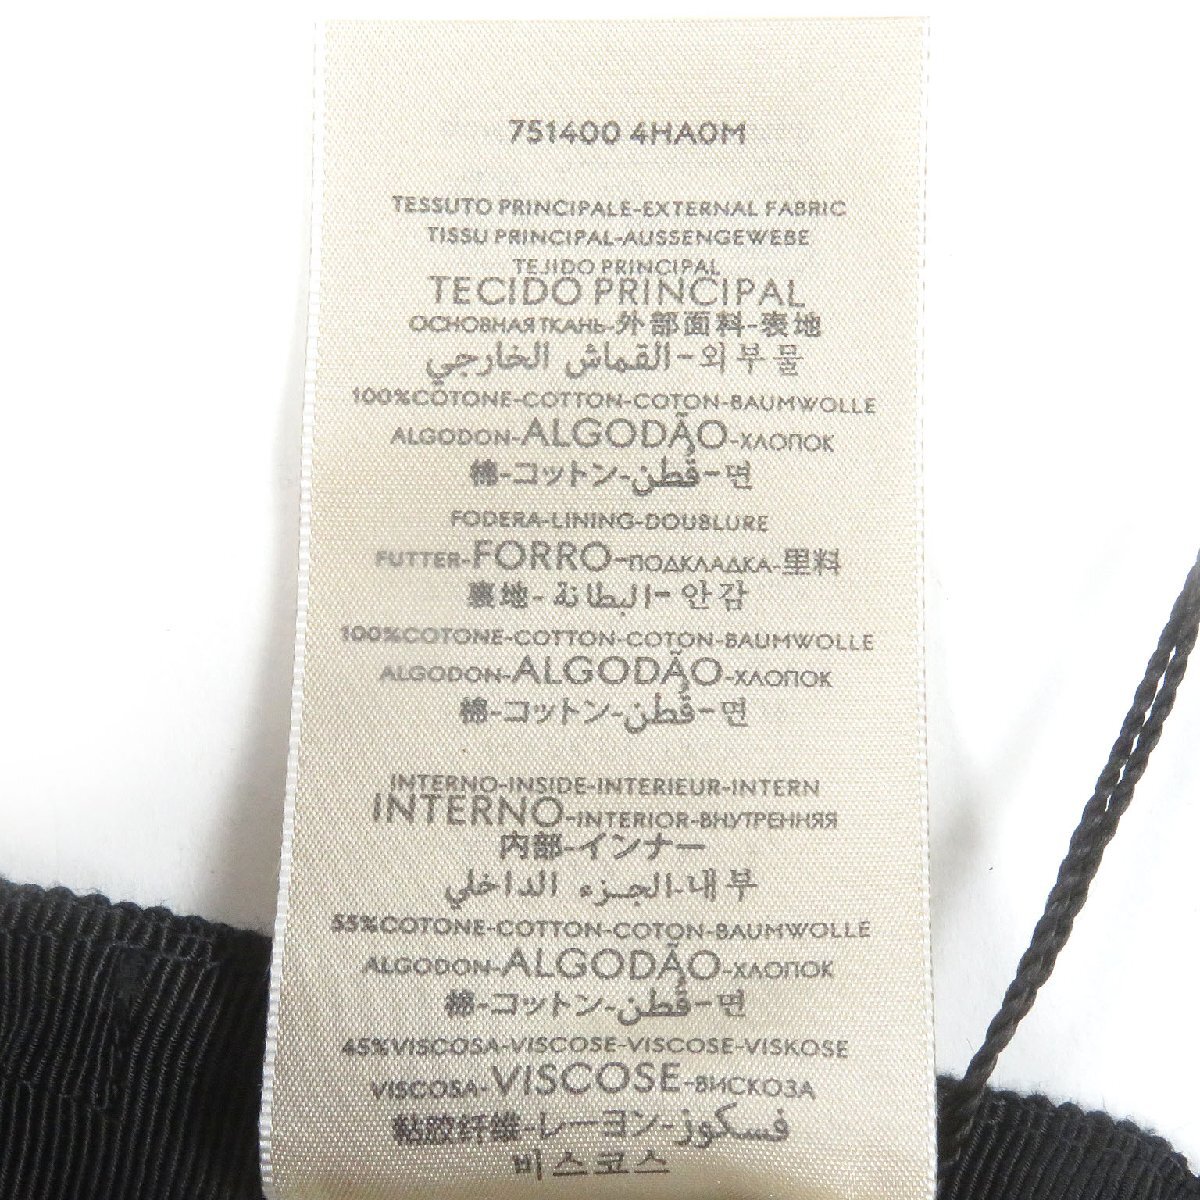 751400 4HA0M
TESSUTO PRINCIPALE-EXTERNAL FABRIC
TISSU PRINCIPAL-AUSSENGEWEBE
TEJIDO PRINCIPAL
TECIDO PRINCIPAL
ОСНОВНАЯ ТКАНЬ-外部面料-表地
القماش الخارجي-외부물
100%COTONE-COTTON-COTON-BAUMWOLLE
ALGODON-ALGODÃO-ХЛОПОК
棉-コットン-قُطن-면
FODERA-LINING-DOUBLURE
FUTTER-FORRO-ПОДКЛАДКА-里料
裏地-البطانة-안감
100%COTONE-COTTON-COTON-BAUMWOLLE
ALGODON-ALGODÃO-ХЛОПОК
棉-コットン-قُطن-면
INTERNO-INSIDE-INTERIEUR-INTERN
INTERNO-INTERIOR-ВНУТРЕННЯЯ
内部-インナー
الجزء الداخلي-내부
55%COTONE-COTTON-COTON-BAUMWOLLE
ALGODON-ALGODÃO-ХЛОПОК
棉-コットン-قُطن-면
45%VISCOSA-VISCOSE-VISCOSE-VISKOSE
VISCOSA-VISCOSE-ВИСКОЗА
粘胶纤维-レーヨン-فسكوز
비스코스